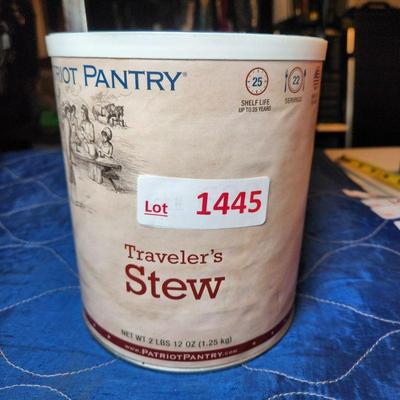 RIOT PANTRY®
25
SHELF LIFE
UP TO 25 YEARS
22
SERVINGS
Lot 1445
Traveler's
Stew
NET WT 2 LBS 12 OZ (1.25 kg)
WWW.PATRIOTPANTRY.COM